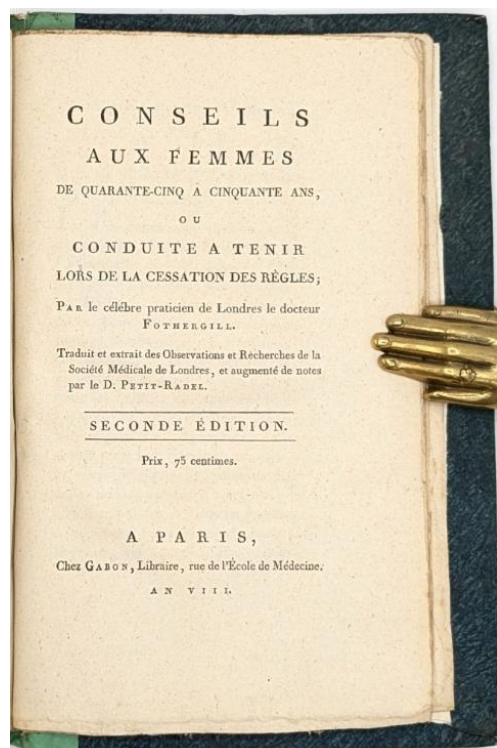 CONSEILS
AUX FEMMES
DE QUARANTE-CINQ A CINQUANTE ANS,
OU
CONDUITE A TENIR
LORS DE LA CESSATION DES RÈGLES;
PAR le célèbre praticien de Londres le docteur
FOTHERGILL.
Traduit et extrait des Observations et Recherches de la
Société Médicale de Londres, et augmenté de notes
par le D. PETIT-RADEL.
SECONDE ÉDITION.
Prix, 75 centimes.
A PARIS,
Chez GABON, Libraire, rue de l'École de Médecine.
AN VIII.